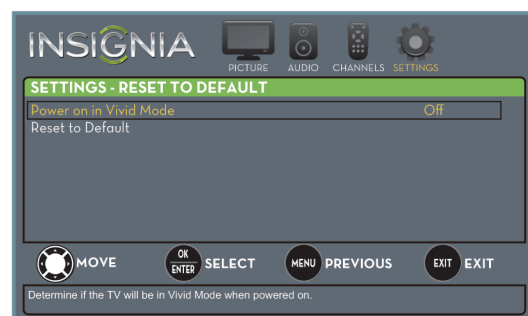 INSIGNIA
PICTURE AUDIO CHANNELS SETTINGS
SETTINGS - RESET TO DEFAULT
Power on in Vivid Mode Off
Reset to Default
MOVE OK ENTER SELECT MENU PREVIOUS EXIT EXIT
Determine if the TV will be in Vivid Mode when powered on.